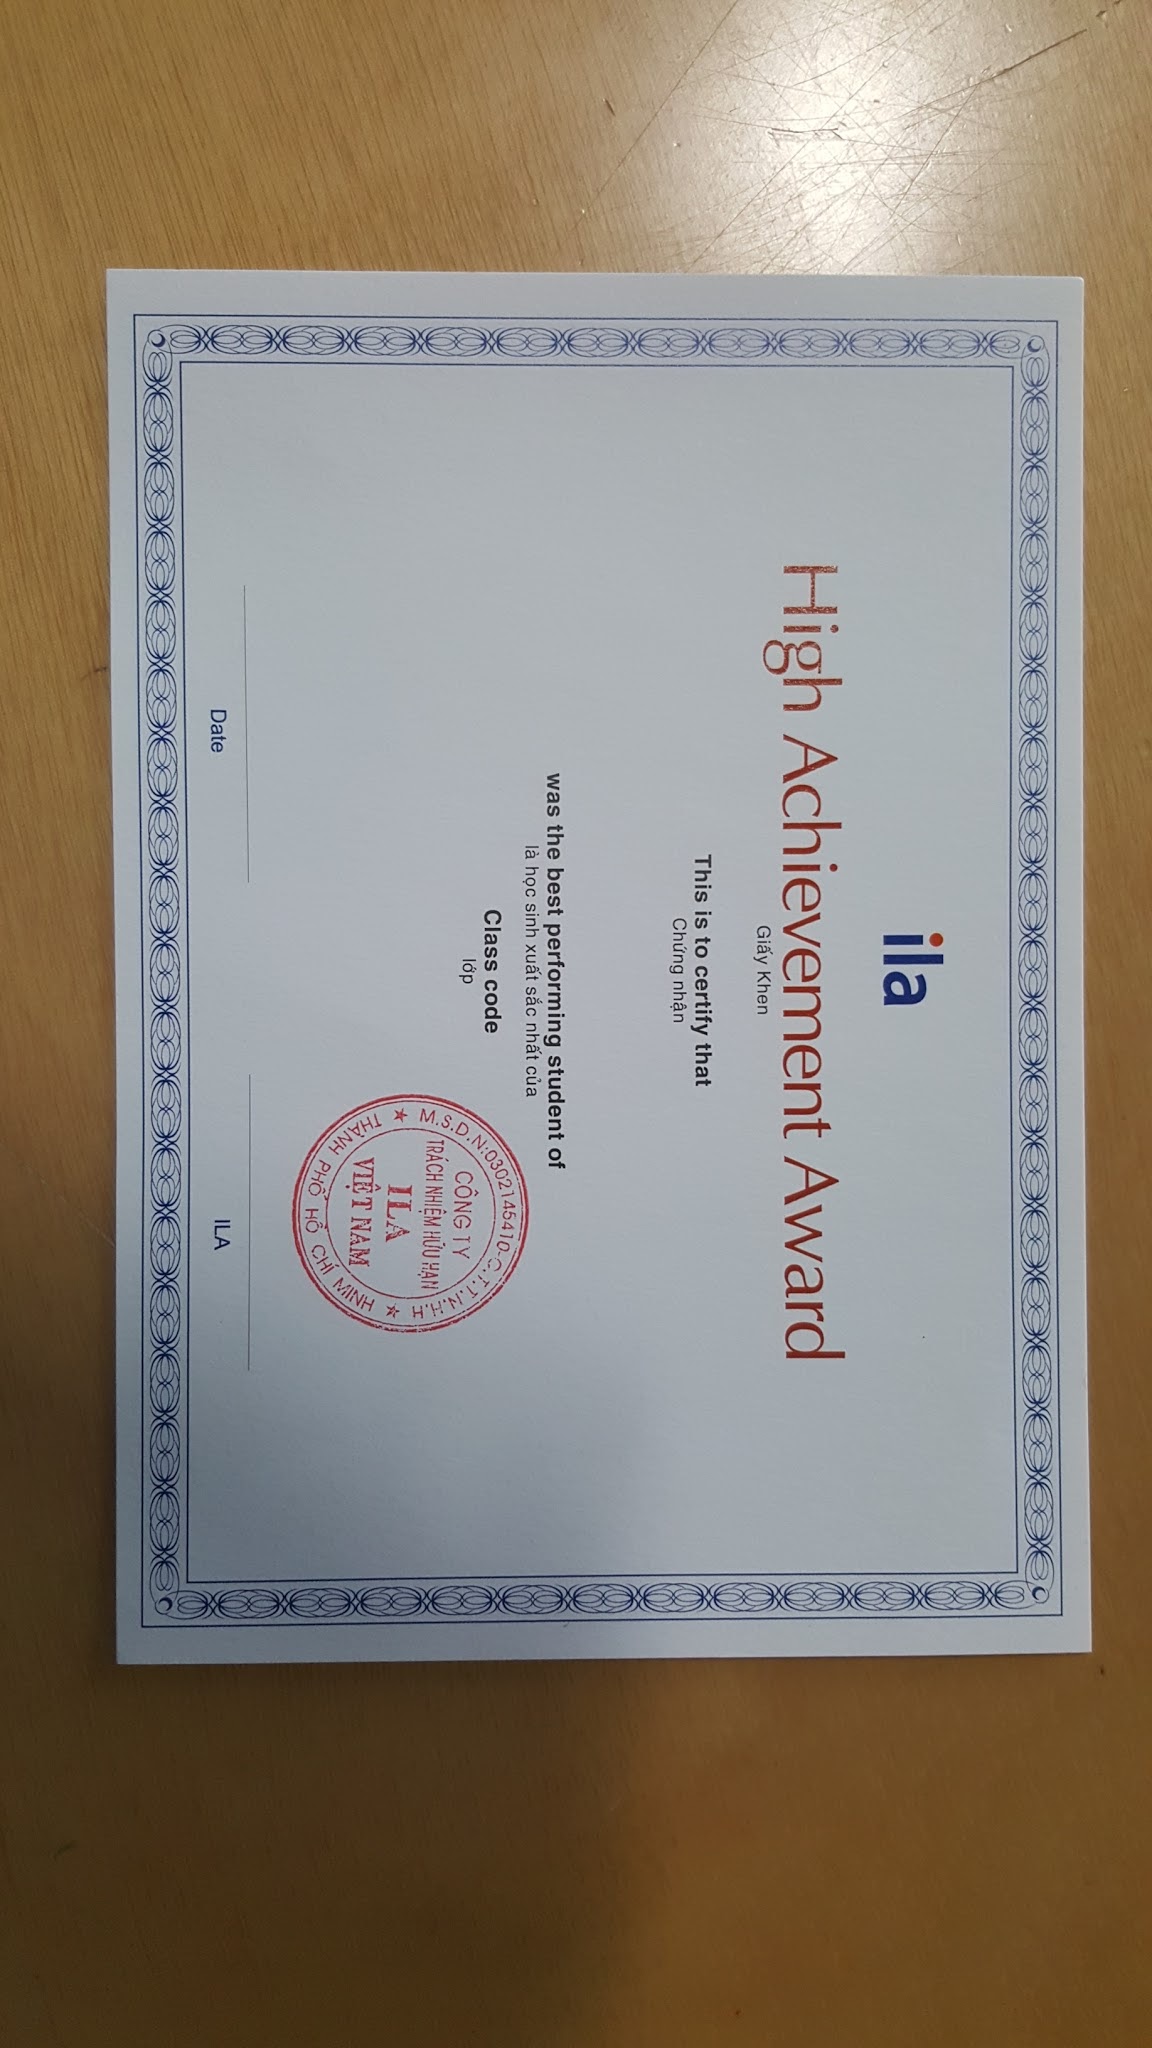 ila
High Achievement Award
Giấy Khen
This is to certify that
Chứng nhận
was the best performing student of
là học sinh xuất sắc nhất của
Class code
lớp
M.S.D.N:0302145410-C.T.T.N.H.H
CÔNG TY
TRÁCH NHIỆM HỮU HẠN
ILA
VIỆT NAM
THÀNH PHỐ HỒ CHÍ MINH
Date
ILA